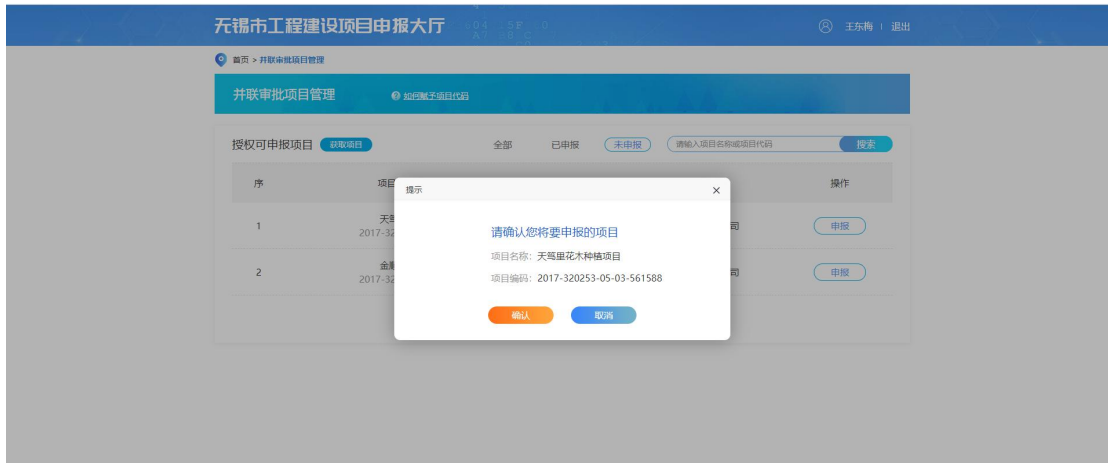 无锡市工程建设项目申报大厅
王东梅 | 退出
首页 > 并联审批项目管理
并联审批项目管理 如何赋予项目代码
授权可申报项目 获取项目 全部 已申报 未申报 请输入项目名称或项目代码 搜索
序 项目 操作
提示 ×
1 天 司 申报
2017-32
请确认您将要申报的项目
项目名称：天笃里花木种植项目
2 金 司 申报
2017-32
项目编码：2017-320253-05-03-561588
确认 取消